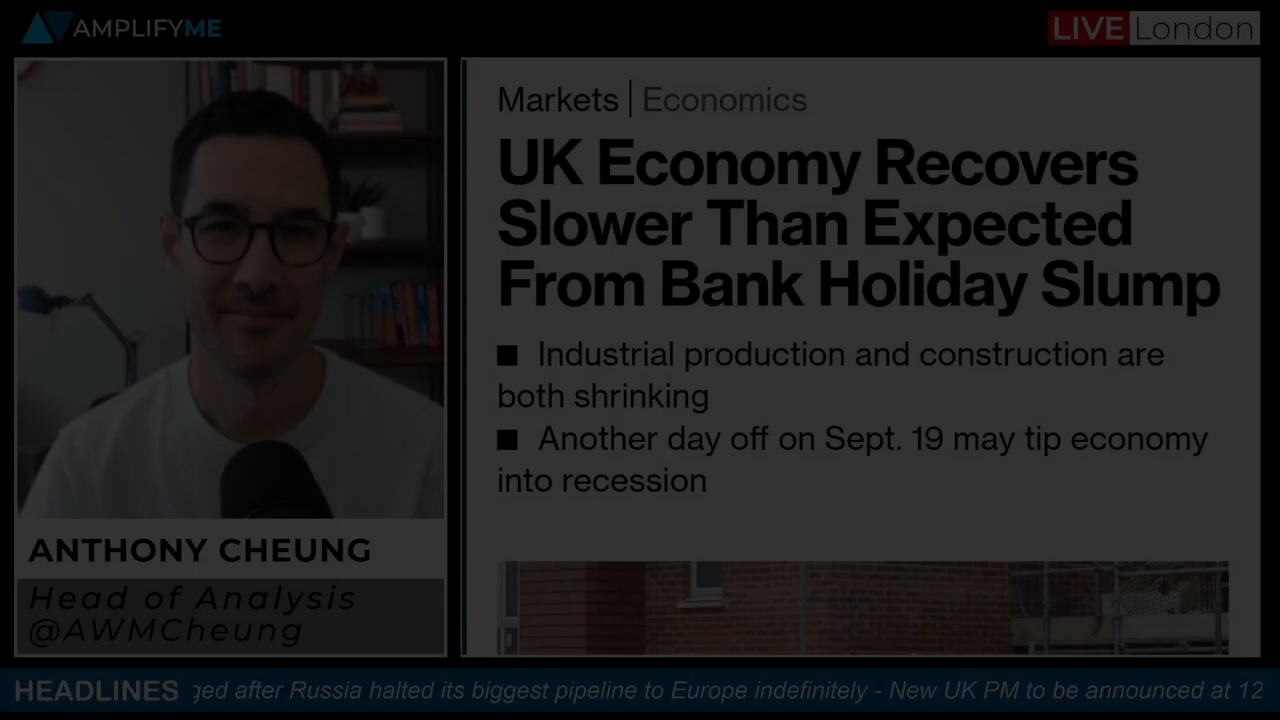 AMPLIFYME
LIVE London
Markets | Economics
UK Economy Recovers
Slower Than Expected
From Bank Holiday Slump
■ Industrial production and construction are
both shrinking
■ Another day off on Sept. 19 may tip economy
into recession
ANTHONY CHEUNG
Head of Analysis
@AWMCheung
HEADLINES ged after Russia halted its biggest pipeline to Europe indefinitely - New UK PM to be announced at 12